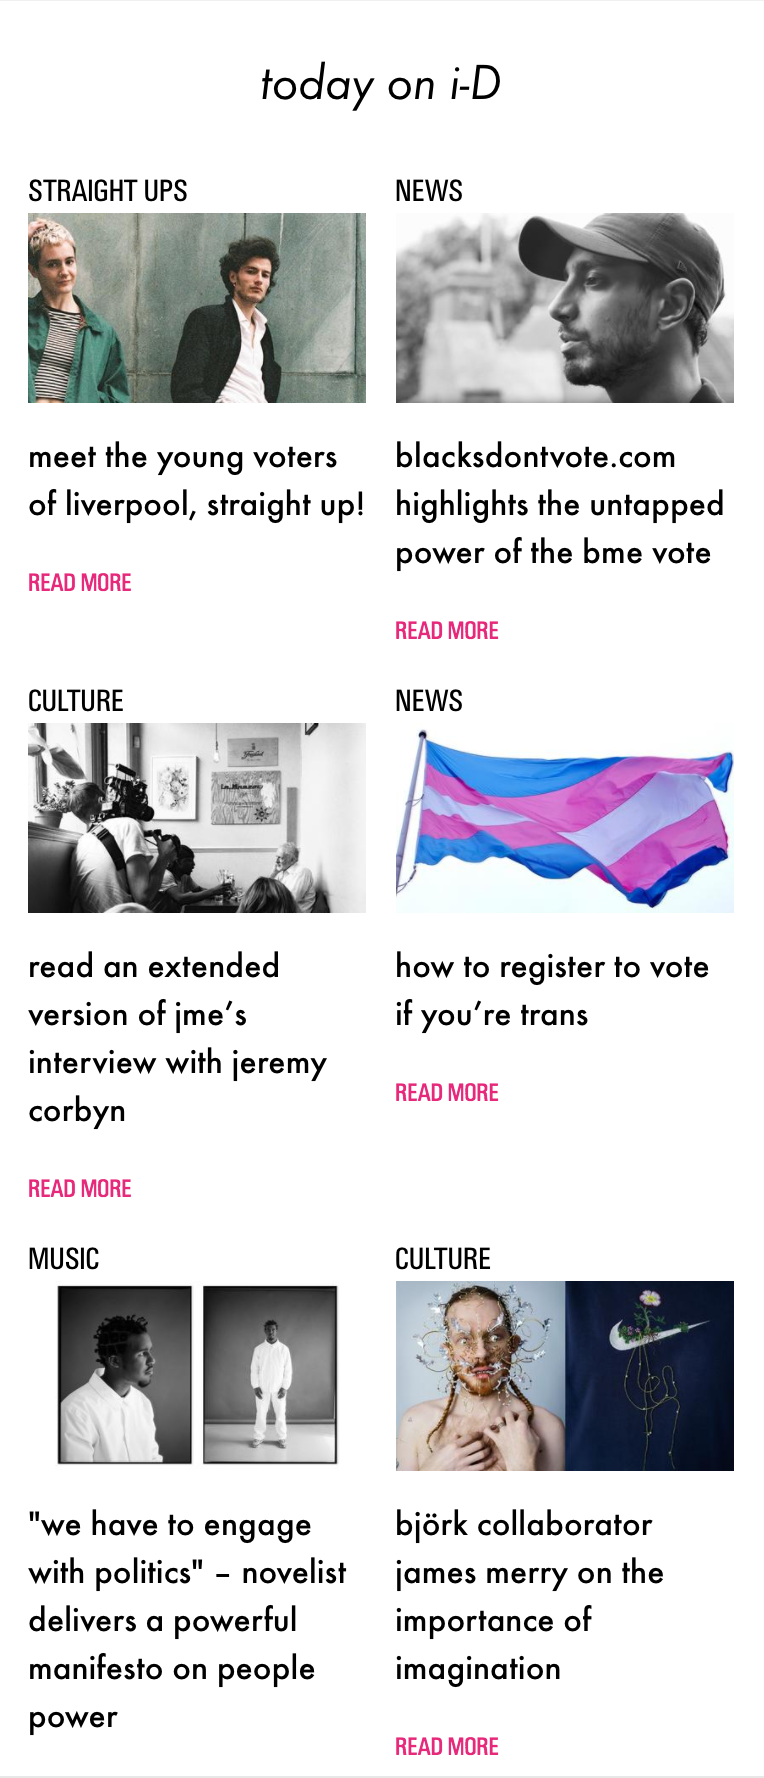 today on i-D
STRAIGHT UPS
meet the young voters
of liverpool, straight up!
READ MORE
NEWS
blacksdontvote.com
highlights the untapped
power of the bme vote
READ MORE
CULTURE
read an extended
version of jme’s
interview with jeremy
corbyn
READ MORE
NEWS
how to register to vote
if you’re trans
READ MORE
MUSIC
"we have to engage
with politics" – novelist
delivers a powerful
manifesto on people
power
CULTURE
björk collaborator
james merry on the
importance of
imagination
READ MORE